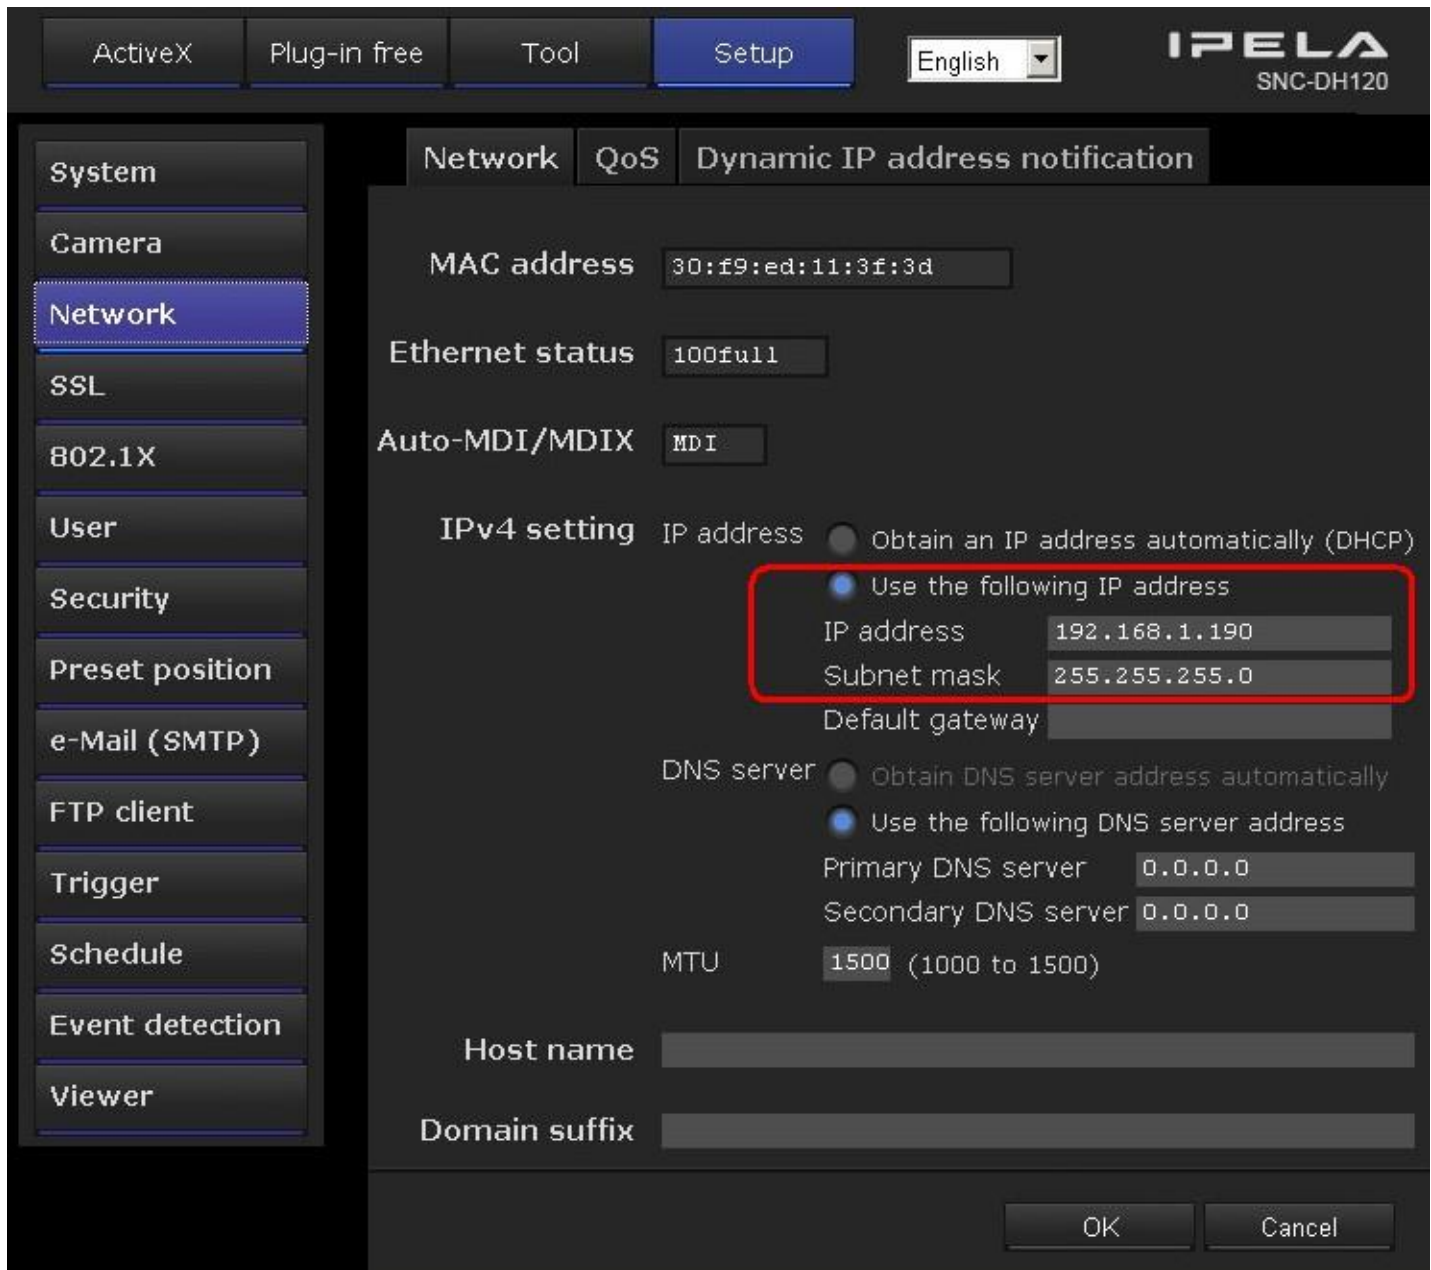 ActiveX Plug-in free Tool Setup English IPELA
SNC-DH120
System
Camera
Network
SSL
802.1X
User
Security
Preset position
e-Mail (SMTP)
FTP client
Trigger
Schedule
Event detection
Viewer
Network QoS Dynamic IP address notification
MAC address 30:f9:ed:11:3f:3d
Ethernet status 100full
Auto-MDI/MDIX MDI
IPv4 setting IP address Obtain an IP address automatically (DHCP)
Use the following IP address
IP address 192.168.1.190
Subnet mask 255.255.255.0
Default gateway
DNS server Obtain DNS server address automatically
Use the following DNS server address
Primary DNS server 0.0.0.0
Secondary DNS server 0.0.0.0
MTU 1500 (1000 to 1500)
Host name
Domain suffix
OK Cancel